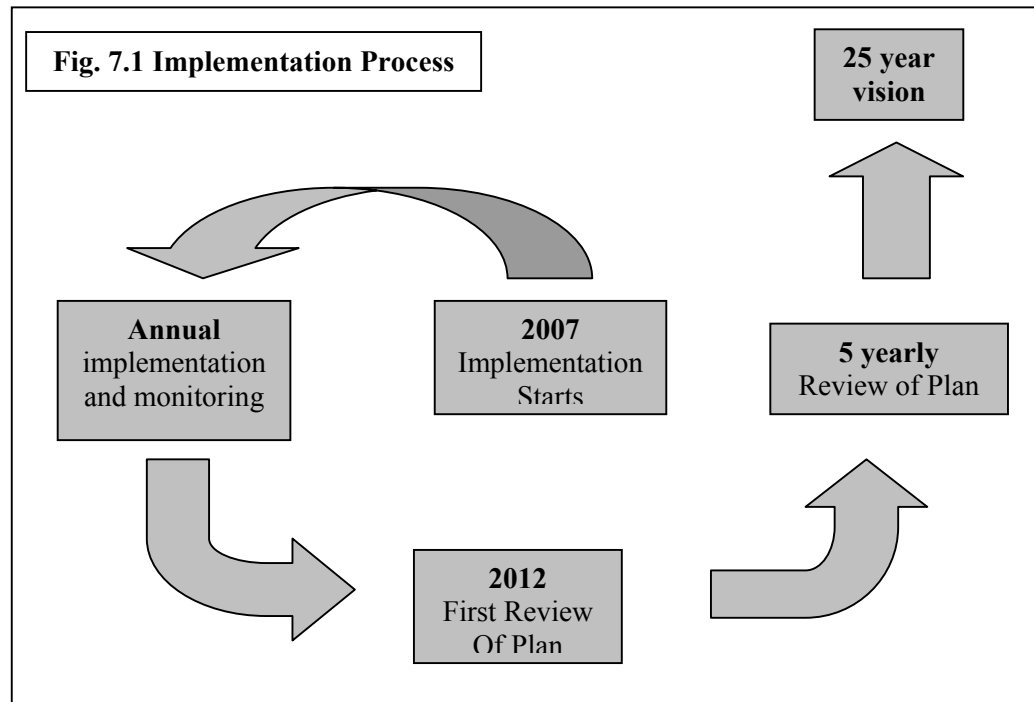 Fig. 7.1 Implementation Process
25 year
vision
Annual
implementation
and monitoring
2007
Implementation
Starts
5 yearly
Review of Plan
2012
First Review
Of Plan